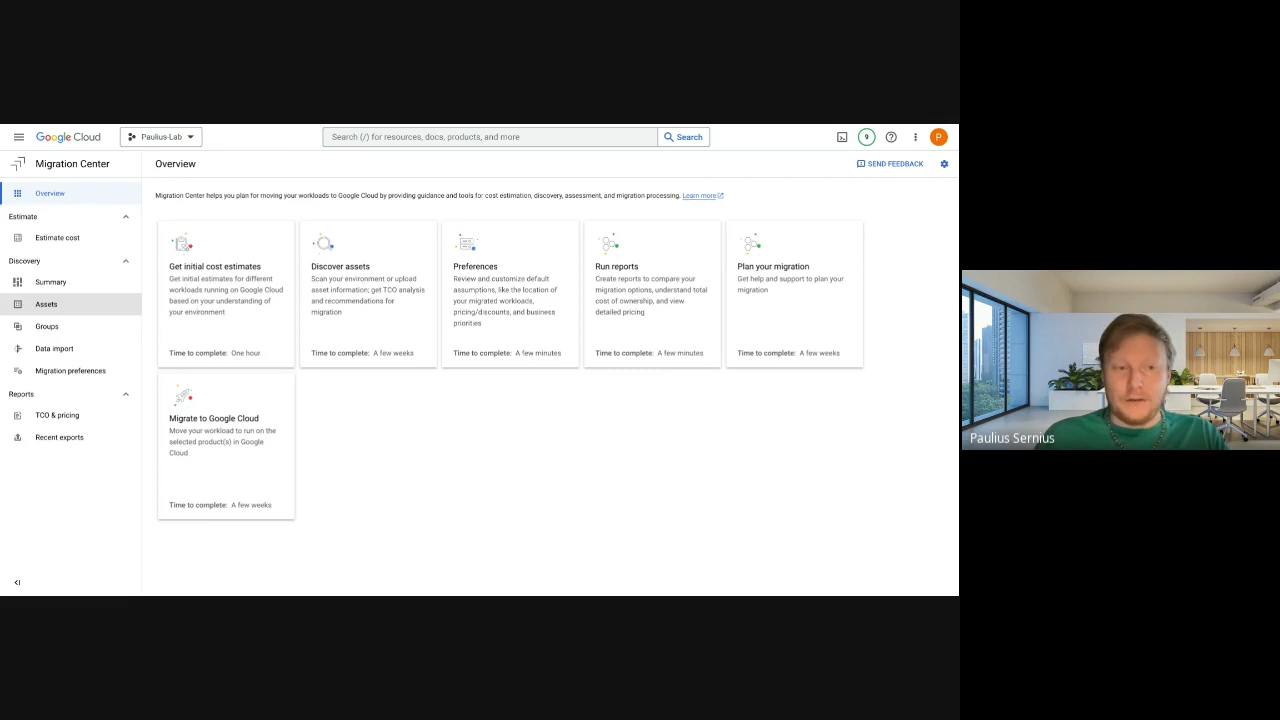 Google Cloud
Paulius-Lab
Search (/) for resources, docs, products, and more
Search
9
P
Migration Center
Overview
SEND FEEDBACK
Overview
Estimate
Estimate cost
Discovery
Summary
Assets
Groups
Data import
Migration preferences
Reports
TCO & pricing
Recent exports
Migration Center helps you plan for moving your workloads to Google Cloud by providing guidance and tools for cost estimation, discovery, assessment, and migration processing. Learn more
Get initial cost estimates
Get initial estimates for different
workloads running on Google Cloud
based on your understanding of
your environment
Time to complete: One hour
Discover assets
Scan your environment or upload
asset information; get TCO analysis
and recommendations for
migration
Time to complete: A few weeks
Preferences
Review and customize default
assumptions, like the location of
your migrated workloads,
pricing/discounts, and business
priorities
Time to complete: A few minutes
Run reports
Create reports to compare your
migration options, understand total
cost of ownership, and view
detailed pricing
Time to complete: A few minutes
Plan your migration
Get help and support to plan your
migration
Time to complete: A few weeks
Migrate to Google Cloud
Move your workload to run on the
selected product(s) in Google
Cloud
Time to complete: A few weeks
Paulius Sernius